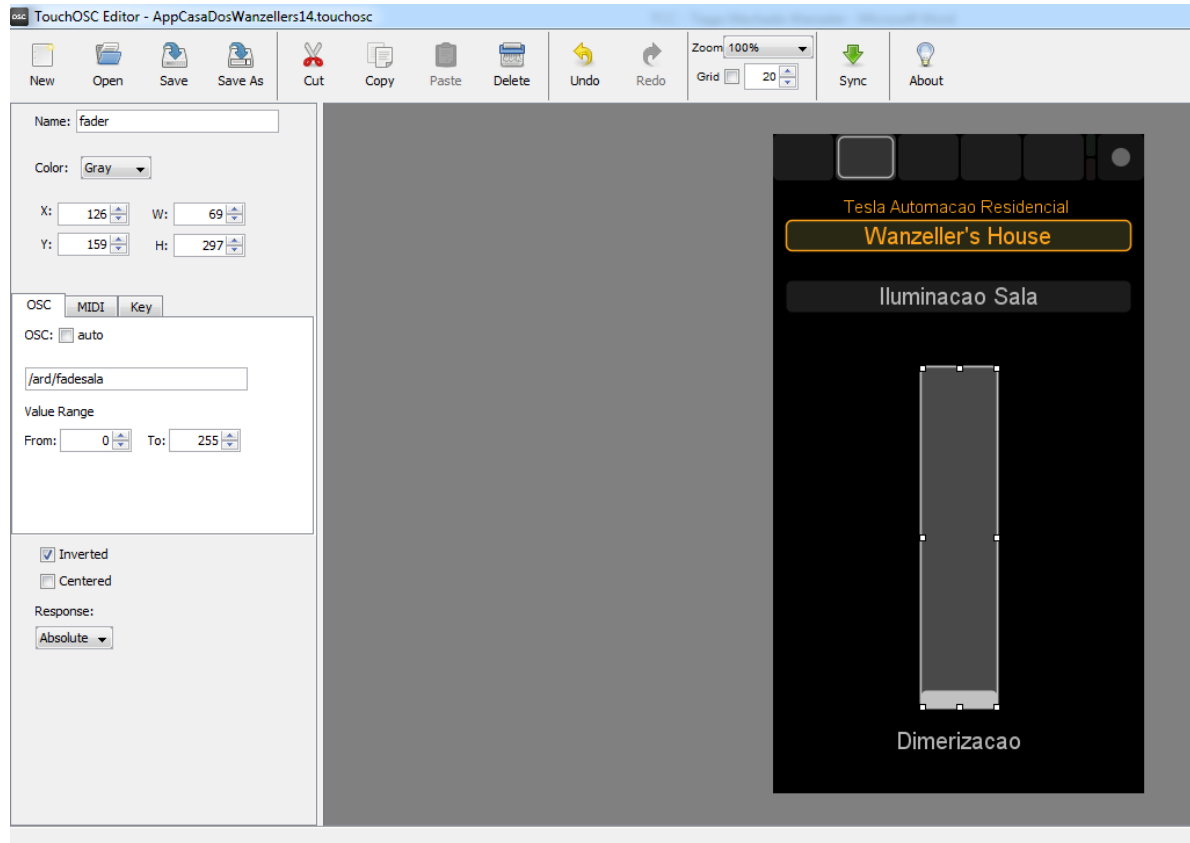 TouchOSC Editor - AppCasaDosWanzellers14.touchosc
New Open Save Save As Cut Copy Paste Delete Undo Redo Zoom 100% Grid 20 Sync About
Name: fader
Color: Gray
X: 126 W: 69
Y: 159 H: 297
OSC MIDI Key
OSC: auto
/ard/fadesala
Value Range
From: 0 To: 255
Inverted
Centered
Response:
Absolute
Tesla Automacao Residencial
Wanzeller's House
Iluminacao Sala
Dimerizacao